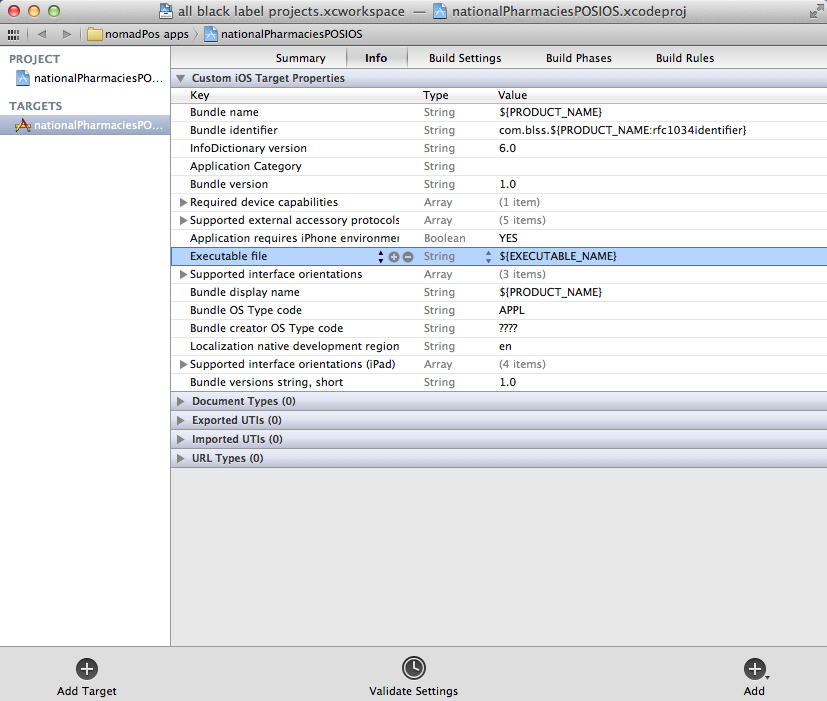 all black label projects.xcworkspace — nationalPharmaciesPOSIOS.xcodeproj
nomadPos apps nationalPharmaciesPOSIOS
PROJECT
nationalPharmaciesPO...
TARGETS
nationalPharmaciesPO...
Summary Info Build Settings Build Phases Build Rules
Custom iOS Target Properties
Key Type Value
Bundle name String ${PRODUCT_NAME}
Bundle identifier String com.blss.${PRODUCT_NAME:rfc1034identifier}
InfoDictionary version String 6.0
Application Category String
Bundle version String 1.0
Required device capabilities Array (1 item)
Supported external accessory protocols Array (5 items)
Application requires iPhone environmer Boolean YES
Executable file String ${EXECUTABLE_NAME}
Supported interface orientations Array (3 items)
Bundle display name String ${PRODUCT_NAME}
Bundle OS Type code String APPL
Bundle creator OS Type code String ????
Localization native development region String en
Supported interface orientations (iPad) Array (4 items)
Bundle versions string, short String 1.0
Document Types (0)
Exported UTIs (0)
Imported UTIs (0)
URL Types (0)
Add Target Validate Settings Add